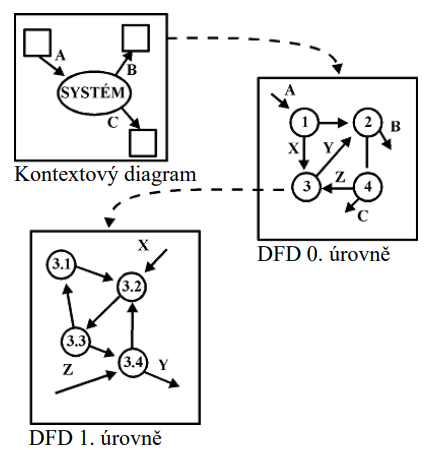 A
SYSTÉM
B
C
Kontextový diagram
A
1
2
B
X
Y
3
Z
4
C
DFD 0. úrovně
X
3.1
3.2
3.3
Z
3.4
Y
DFD 1. úrovně